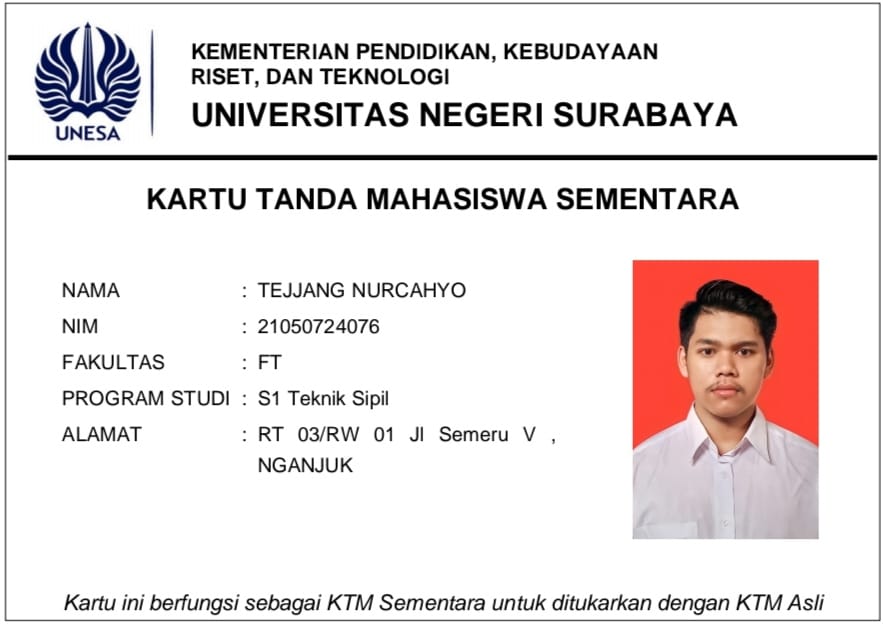 UNESA
KEMENTERIAN PENDIDIKAN, KEBUDAYAAN
RISET, DAN TEKNOLOGI
UNIVERSITAS NEGERI SURABAYA
KARTU TANDA MAHASISWA SEMENTARA
NAMA : TEJJANG NURCAHYO
NIM : 21050724076
FAKULTAS : FT
PROGRAM STUDI : S1 Teknik Sipil
ALAMAT : RT 03/RW 01 Jl Semeru V ,
NGANJUK
Kartu ini berfungsi sebagai KTM Sementara untuk ditukarkan dengan KTM Asli